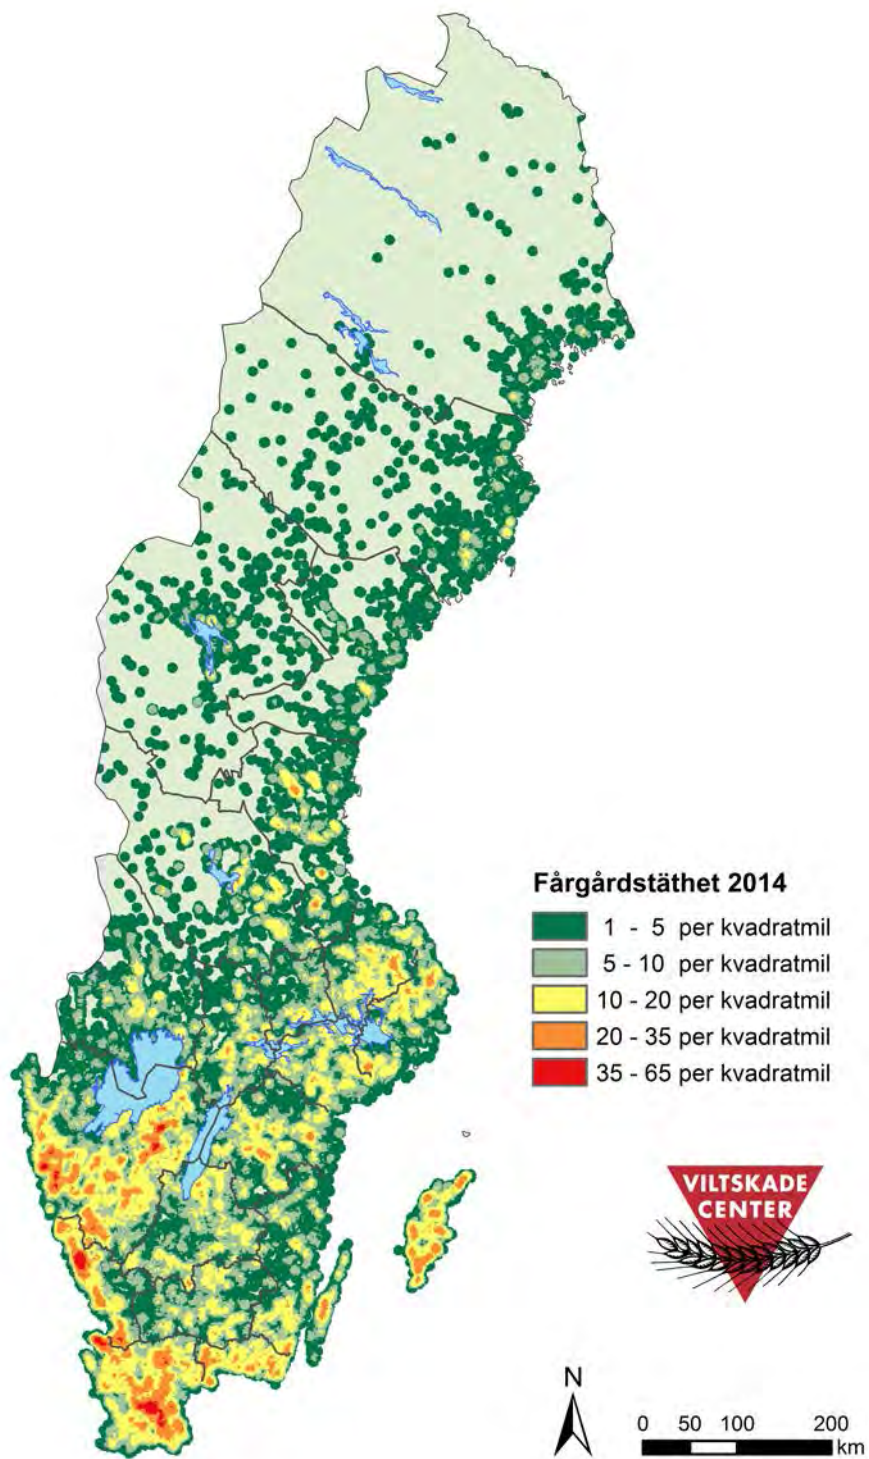 Fårgårdstäthet 2014
1 - 5 per kvadratmil
5 - 10 per kvadratmil
10 - 20 per kvadratmil
20 - 35 per kvadratmil
35 - 65 per kvadratmil
VILTSKADE
CENTER
N
0 50 100 200
km